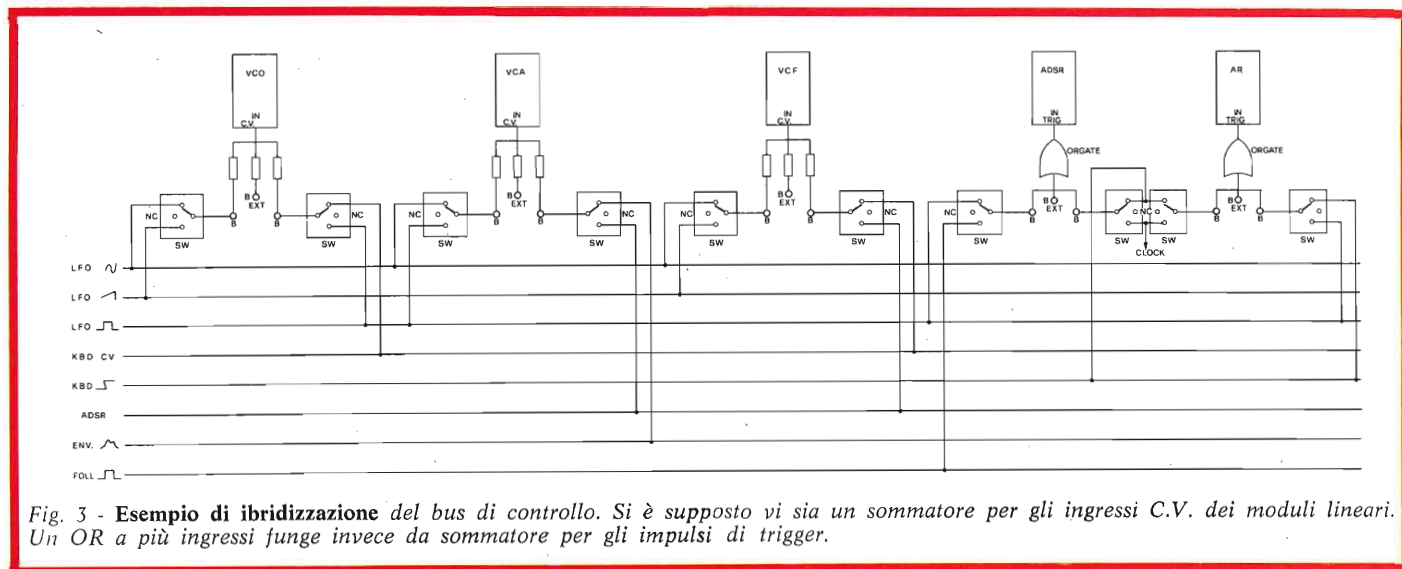 VCO
IN
C.V.
VCA
IN
C.V.
VCF
IN
C.V.
ADSR
IN
TRIG
AR
IN
TRIG
ORGATE
ORGATE
NC
SW
B
B
EXT
B
NC
SW
NC
SW
B
B
EXT
B
NC
SW
NC
SW
B
B
EXT
B
NC
SW
NC
SW
B
B
EXT
B
NC
SW
SW
CLOCK
B
B
EXT
B
SW
LFO
LFO
LFO
KBD CV
KBD
ADSR
ENV.
FOLL
Fig. 3 - Esempio di ibridizzazione del bus di controllo. Si è supposto vi sia un sommatore per gli ingressi C.V. dei moduli lineari.
Un OR a più ingressi funge invece da sommatore per gli impulsi di trigger.